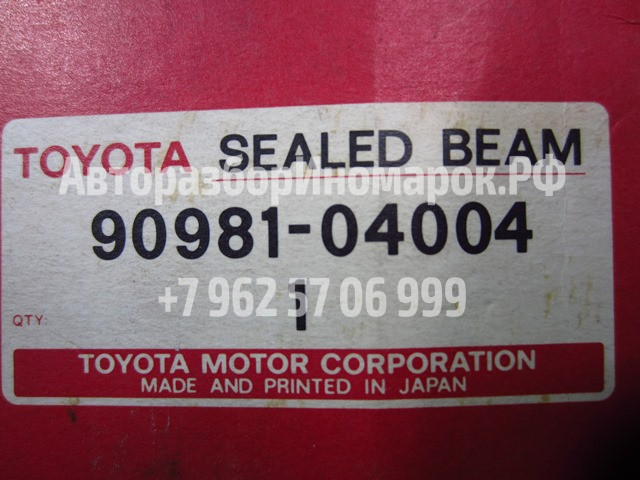 TOYOTA SEALED BEAM
Авторазбориномарок.РФ
90981-04004
+7 962 57 06 999
1
QTY:
TOYOTA MOTOR CORPORATION
MADE AND PRINTED IN JAPAN